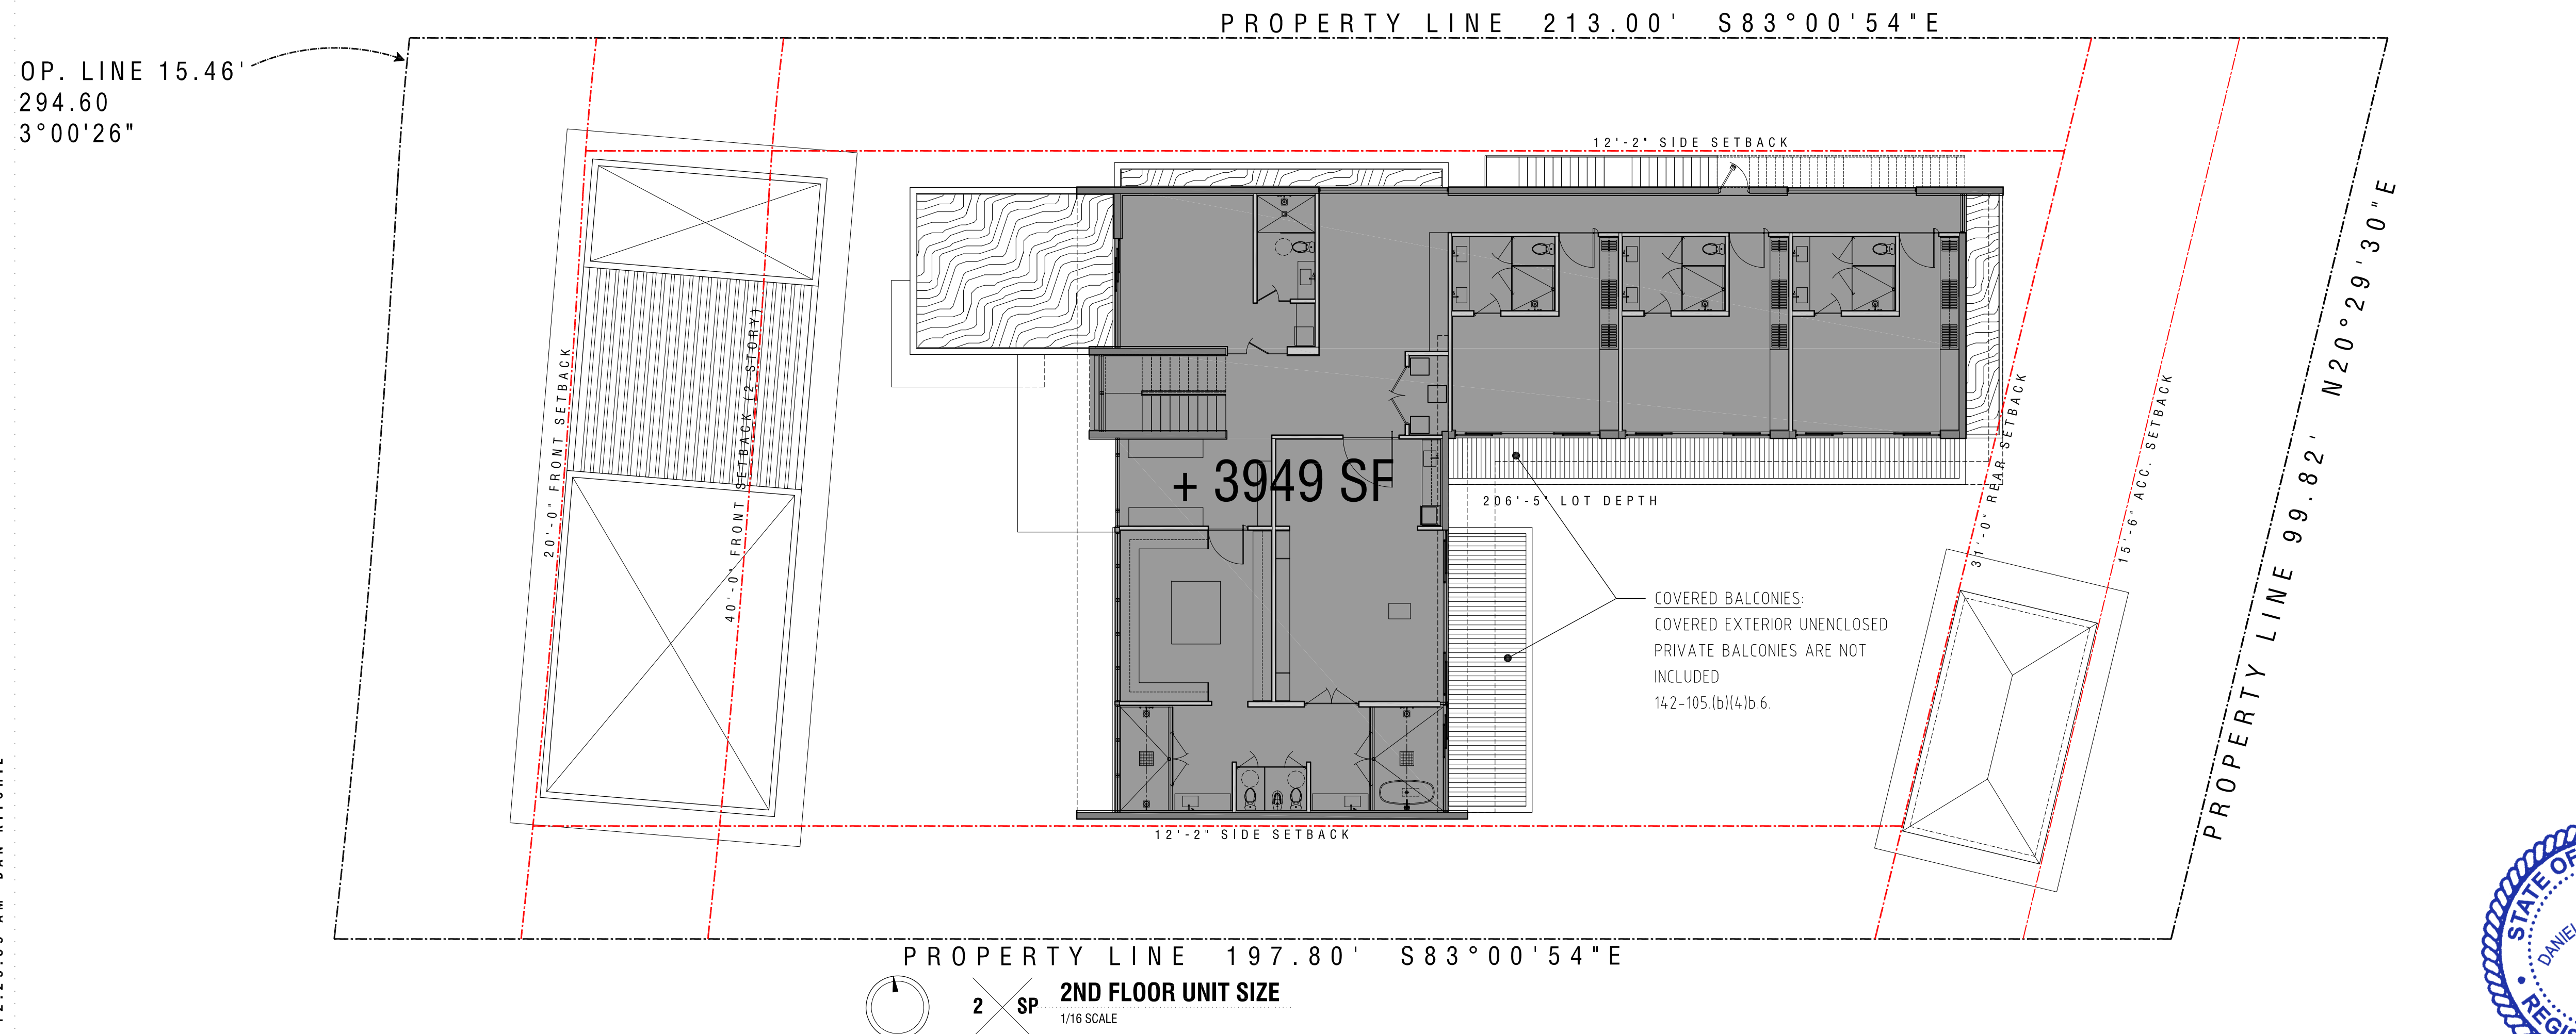 PROPERTY LINE 213.00' S83°00'54"E
OP. LINE 15.46'
294.60
3°00'26"
12'-2" SIDE SETBACK
20'-0" FRONT SETBACK
40'-0" FRONT SETBACK (2-STORY)
+ 3949 SF
206'-5" LOT DEPTH
31'-0" REAR SETBACK
15'-6" ACC. SETBACK
PROPERTY LINE 99.82' N20°29'30"E
COVERED BALCONIES:
COVERED EXTERIOR UNENCLOSED
PRIVATE BALCONIES ARE NOT
INCLUDED
142-105.(b)(4)b.6.
12'-2" SIDE SETBACK
PROPERTY LINE 197.80' S83°00'54"E
2 SP 2ND FLOOR UNIT SIZE
1/16 SCALE
STATE OF
DANIEL
REGIS